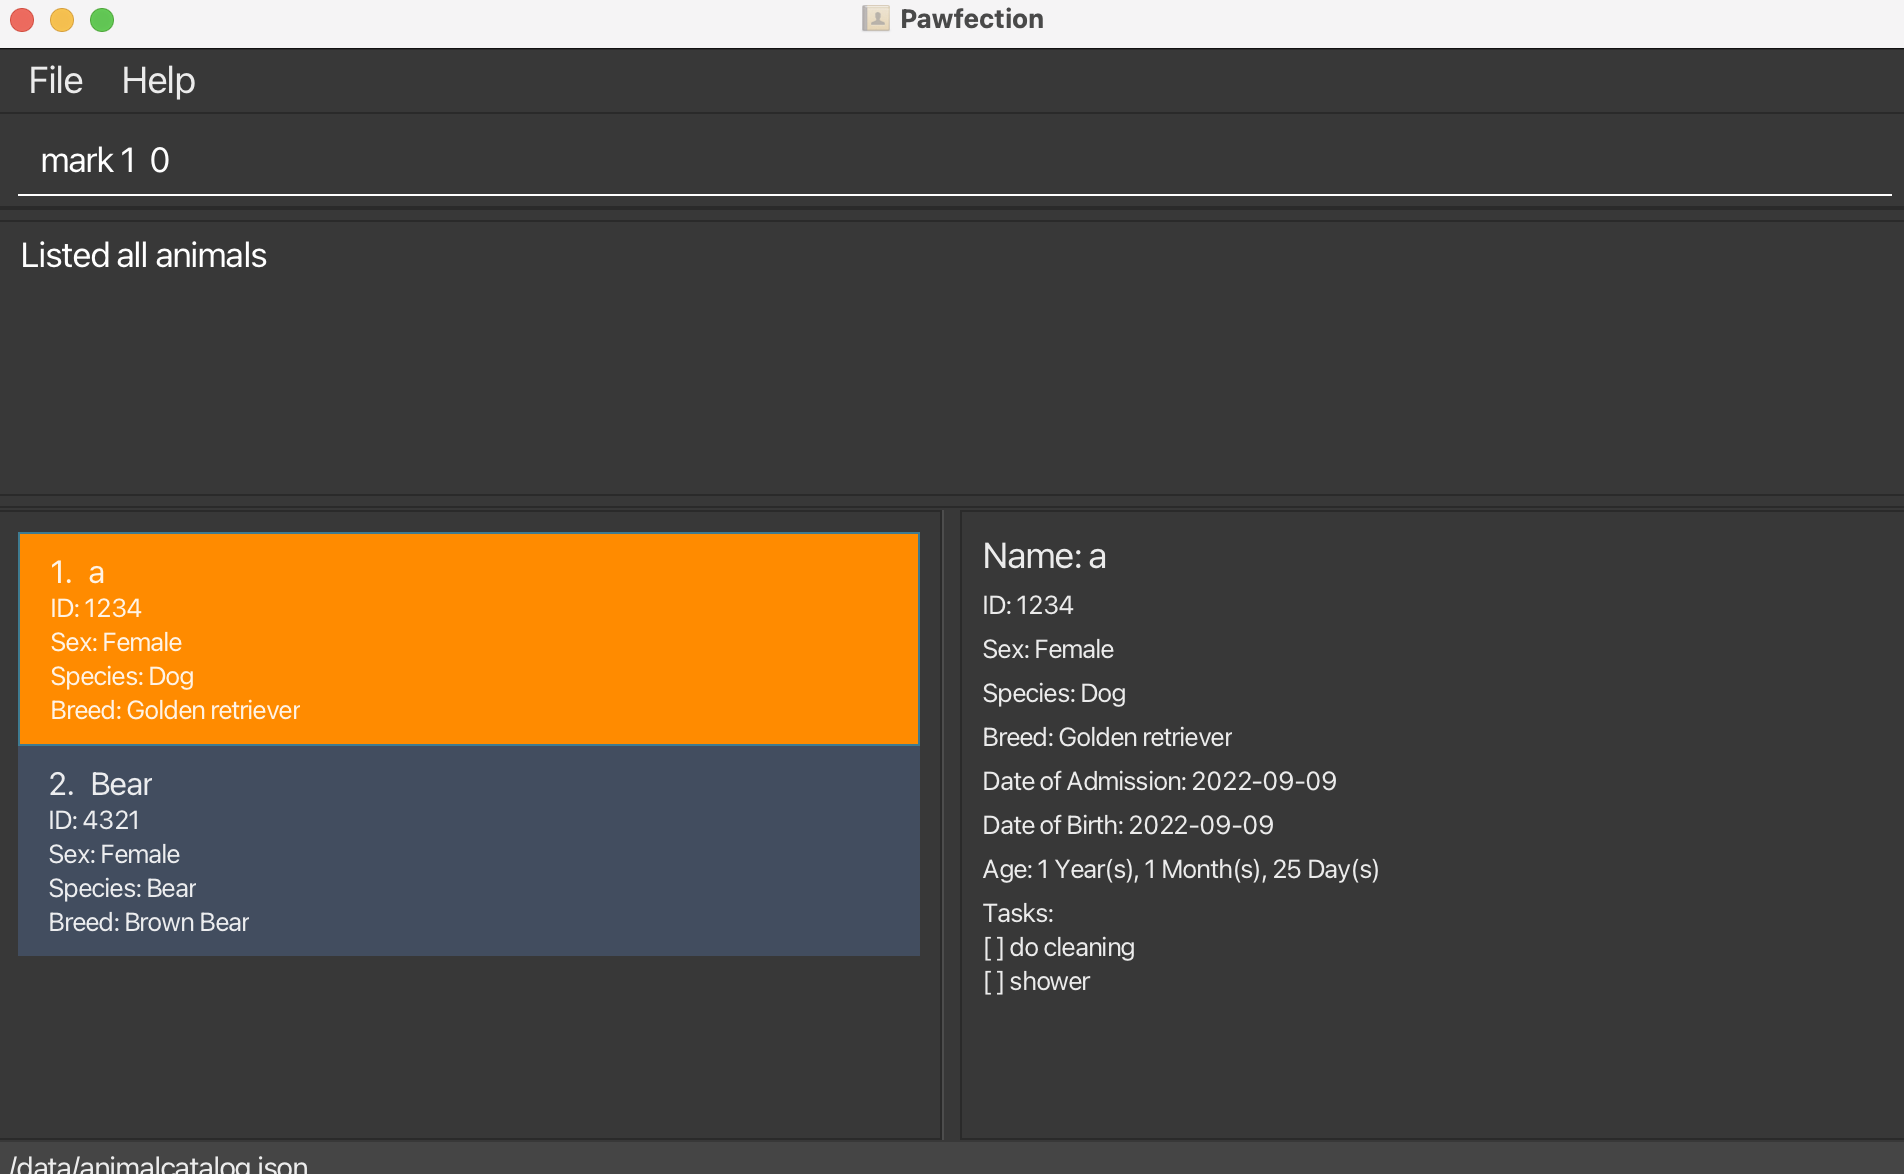 Pawfection
File Help
mark 1  0
Listed all animals
1. a
ID: 1234
Sex: Female
Species: Dog
Breed: Golden retriever
2. Bear
ID: 4321
Sex: Female
Species: Bear
Breed: Brown Bear
Name: a
ID: 1234
Sex: Female
Species: Dog
Breed: Golden retriever
Date of Admission: 2022-09-09
Date of Birth: 2022-09-09
Age: 1 Year(s), 1 Month(s), 25 Day(s)
Tasks:
[ ] do cleaning
[ ] shower
/data/animalcatalog.json